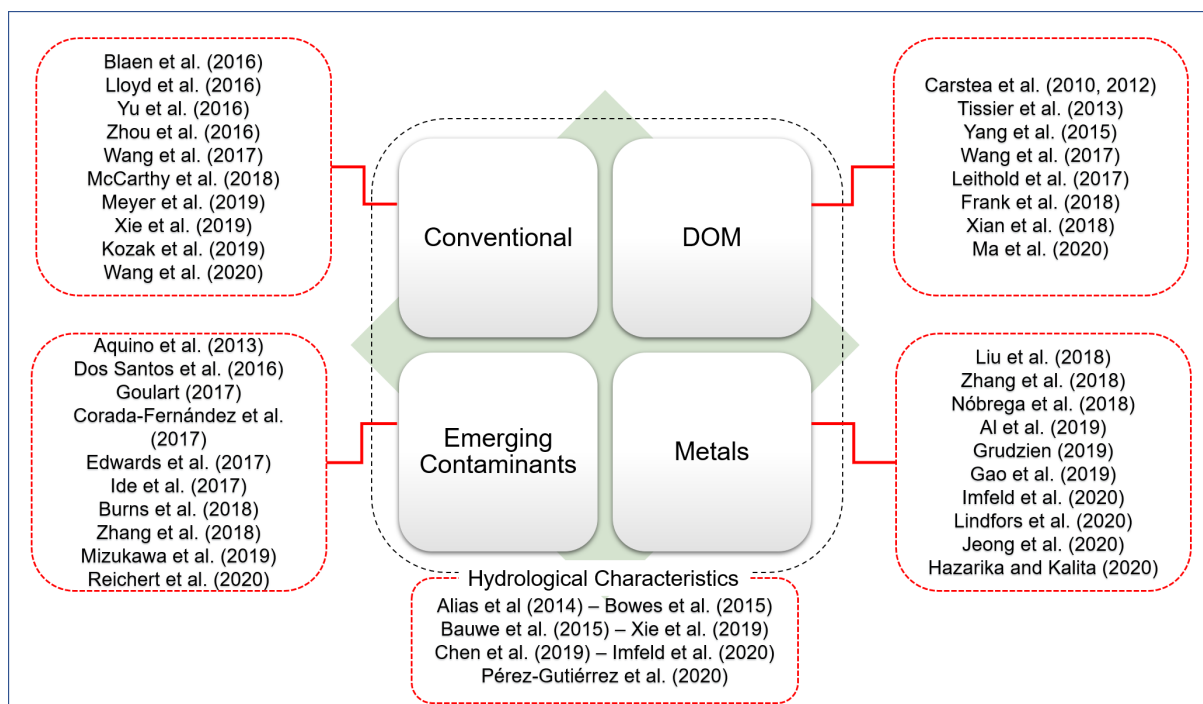 Blaen et al. (2016)
Lloyd et al. (2016)
Yu et al. (2016)
Zhou et al. (2016)
Wang et al. (2017)
McCarthy et al. (2018)
Meyer et al. (2019)
Xie et al. (2019)
Kozak et al. (2019)
Wang et al. (2020)
Carstea et al. (2010, 2012)
Tissier et al. (2013)
Yang et al. (2015)
Wang et al. (2017)
Leithold et al. (2017)
Frank et al. (2018)
Xian et al. (2018)
Ma et al. (2020)
Conventional
DOM
Aquino et al. (2013)
Dos Santos et al. (2016)
Goulart (2017)
Corada-Fernández et al.
(2017)
Edwards et al. (2017)
Ide et al. (2017)
Burns et al. (2018)
Zhang et al. (2018)
Mizukawa et al. (2019)
Reichert et al. (2020)
Emerging
Contaminants
Metals
Liu et al. (2018)
Zhang et al. (2018)
Nóbrega et al. (2018)
Al et al. (2019)
Grudzien (2019)
Gao et al. (2019)
Imfeld et al. (2020)
Lindfors et al. (2020)
Jeong et al. (2020)
Hazarika and Kalita (2020)
Hydrological Characteristics
Alias et al (2014) – Bowes et al. (2015)
Bauwe et al. (2015) – Xie et al. (2019)
Chen et al. (2019) – Imfeld et al. (2020)
Pérez-Gutiérrez et al. (2020)